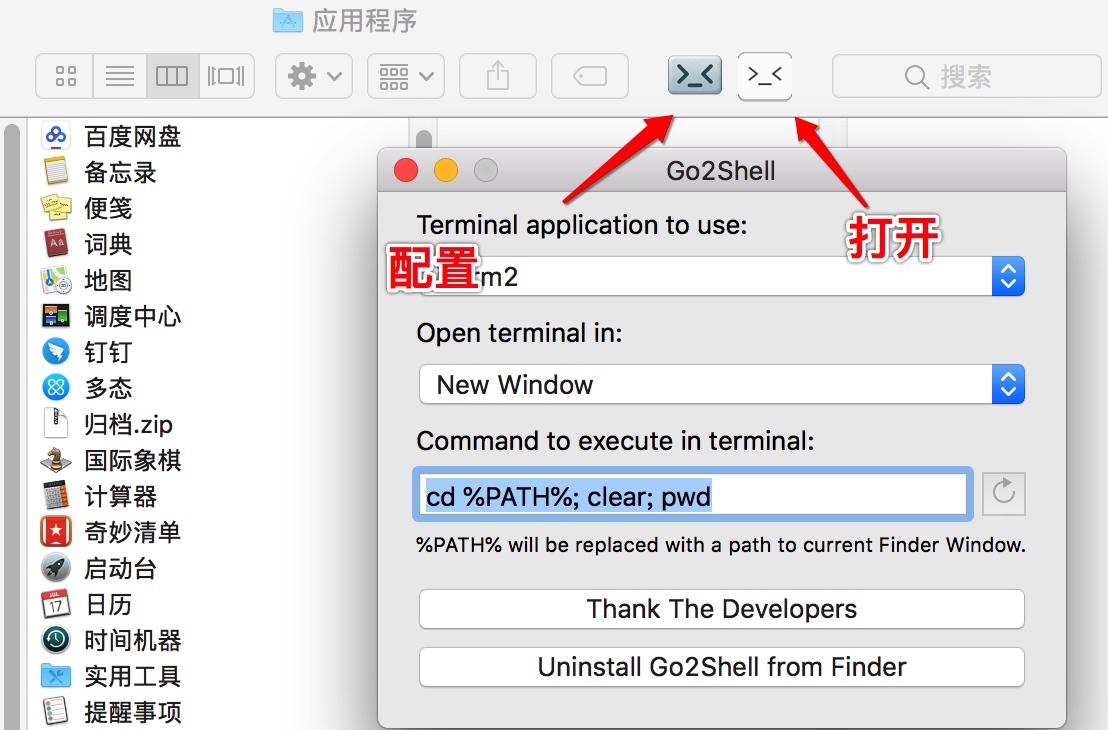 应用程序
>_<
>_<
搜索
百度网盘
备忘录
便笺
词典
地图
调度中心
钉钉
多态
归档.zip
国际象棋
计算器
奇妙清单
启动台
JUL
17
日历
时间机器
实用工具
提醒事项
Go2Shell
Terminal application to use:
配置
打开
rm2
Open terminal in:
New Window
Command to execute in terminal:
cd %PATH%; clear; pwd
%PATH% will be replaced with a path to current Finder Window.
Thank The Developers
Uninstall Go2Shell from Finder